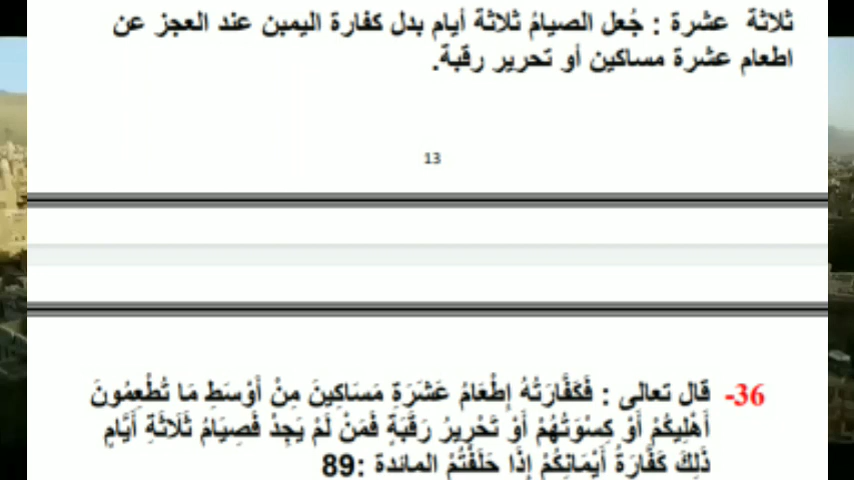 ثلاثة عشرة : جُعل الصيامُ ثلاثة أيام بدل كفارة اليمين عند العجز عن
اطعام عشرة مساكين أو تحرير رقبة.
13
36- قال تعالى : فَكَفَّارَتُهُ إِطْعَامُ عَشَرَةِ مَسَاكِينَ مِنْ أَوْسَطِ مَا تُطْعِمُونَ
أَهْلِيكُمْ أَوْ كِسْوَتُهُمْ أَوْ تَحْرِيرُ رَقَبَةٍ فَمَنْ لَمْ يَجِدْ فَصِيَامُ ثَلَاثَةِ أَيَّامٍ
ذَلِكَ كَفَّارَةُ أَيْمَانِكُمْ إِذَا حَلَفْتُمْ المائدة :89